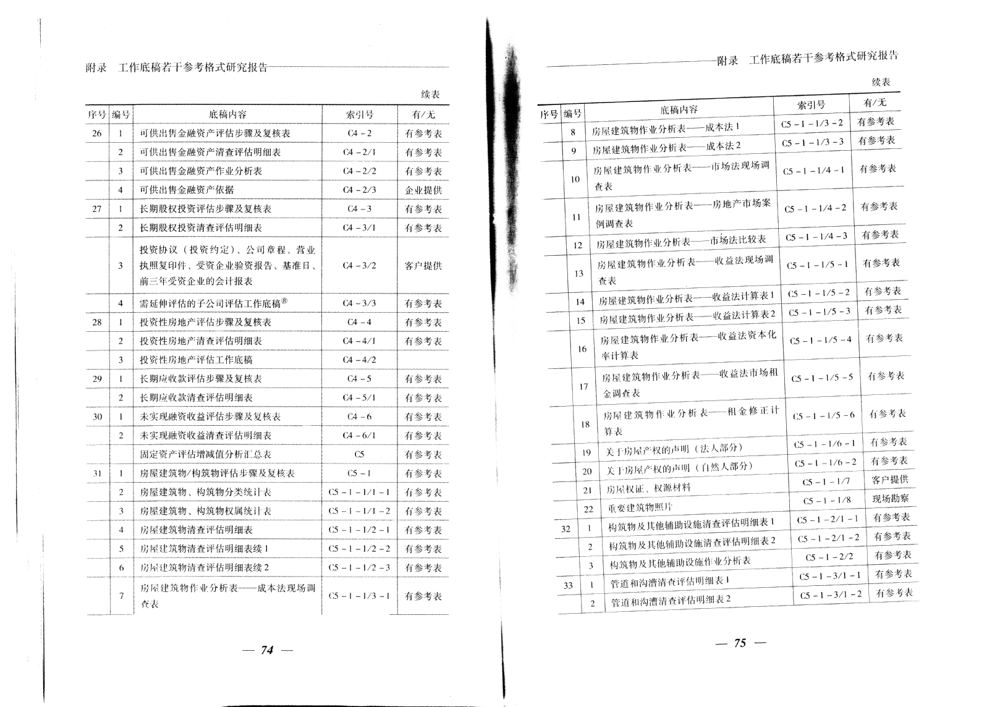 附录 工作底稿若干参考格式研究报告
续表
序号 编号 底稿内容 索引号 有/无
26 1 可供出售金融资产评估步骤及复核表 C4-2 有参考表
2 可供出售金融资产清查评估明细表 C4-2/1 有参考表
3 可供出售金融资产作业分析表 C4-2/2 有参考表
4 可供出售金融资产依据 C4-2/3 企业提供
27 1 长期股权投资评估步骤及复核表 C4-3 有参考表
2 长期股权投资清查评估明细表 C4-3/1 有参考表
投资协议(投资约定)、公司章程、营业
3 执照复印件、受资企业验资报告、基准日、 C4-3/2 客户提供
前三年受资企业的会计报表
4 需延伸评估的子公司评估工作底稿⑧ C4-3/3 有参考表
28 1 投资性房地产评估步骤及复核表 C4-4 有参考表
2 投资性房地产清查评估明细表 C4-4/1 有参考表
3 投资性房地产评估工作底稿 C4-4/2
29 1 长期应收款评估步骤及复核表 C4-5 有参考表
2 长期应收款清查评估明细表 C4-5/1 有参考表
30 1 未实现融资收益评估步骤及复核表 C4-6 有参考表
2 未实现融资收益清查评估明细表 C4-6/1 有参考表
固定资产评估增减值分析汇总表 C5 有参考表
31 1 房屋建筑物/构筑物评估步骤及复核表 C5-1 有参考表
2 房屋建筑物、构筑物分类统计表 C5-1-1/1-1 有参考表
3 房屋建筑物、构筑物权属统计表 C5-1-1/1-2 有参考表
4 房屋建筑物清查评估明细表 C5-1-1/2-1 有参考表
5 房屋建筑物清查评估明细表续1 C5-1-1/2-2 有参考表
6 房屋建筑物清查评估明细表续2 C5-1-1/2-3 有参考表
7 房屋建筑物作业分析表——成本法现场调 C5-1-1/3-1 有参考表
查表
— 74 —
附录 工作底稿若干参考格式研究报告
续表
序号 编号 底稿内容 索引号 有/无
8 房屋建筑物作业分析表——成本法1 C5-1-1/3-2 有参考表
9 房屋建筑物作业分析表——成本法2 C5-1-1/3-3 有参考表
10 房屋建筑物作业分析表——市场法现场调 C5-1-1/4-1 有参考表
查表
11 房屋建筑物作业分析表——房地产市场案 C5-1-1/4-2 有参考表
例调查表
12 房屋建筑物作业分析表——市场法比较表 C5-1-1/4-3 有参考表
13 房屋建筑物作业分析表——收益法现场调 C5-1-1/5-1 有参考表
查表
14 房屋建筑物作业分析表——收益法计算表1 C5-1-1/5-2 有参考表
15 房屋建筑物作业分析表——收益法计算表2 C5-1-1/5-3 有参考表
16 房屋建筑物作业分析表——收益法资本化 C5-1-1/5-4 有参考表
率计算表
17 房屋建筑物作业分析表——收益法市场租 C5-1-1/5-5 有参考表
金调查表
18 房屋建筑物作业分析表——租金修正计 C5-1-1/5-6 有参考表
算表
19 关于房屋产权的声明(法人部分) C5-1-1/6-1 有参考表
20 关于房屋产权的声明(自然人部分) C5-1-1/6-2 有参考表
21 房屋权证、权源材料 C5-1-1/7 客户提供
22 重要建筑物照片 C5-1-1/8 现场勘察
32 1 构筑物及其他辅助设施清查评估明细表1 C5-1-2/1-1 有参考表
2 构筑物及其他辅助设施清查评估明细表2 C5-1-2/1-2 有参考表
3 构筑物及其他辅助设施作业分析表 C5-1-2/2 有参考表
33 1 管道和沟漕清查评估明细表1 C5-1-3/1-1 有参考表
2 管道和沟漕清查评估明细表2 C5-1-3/1-2 有参考表
— 75 —